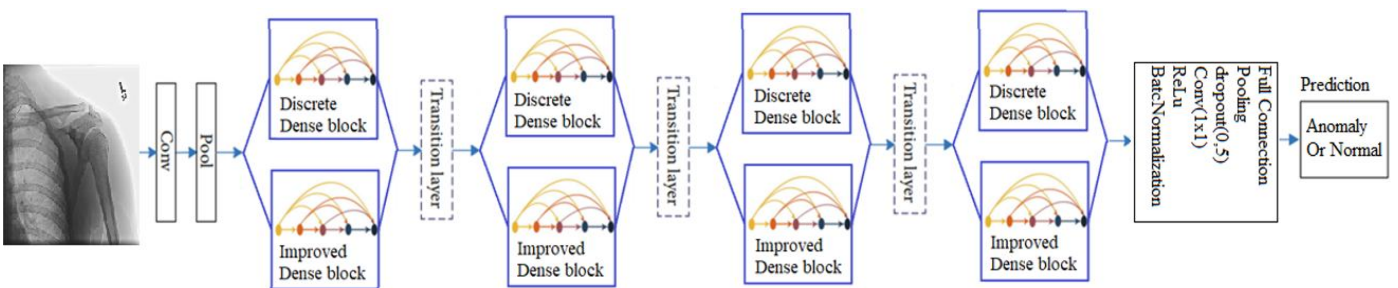 Conv
Pool
Discrete
Dense block
Improved
Dense block
Transition layer
Discrete
Dense block
Improved
Dense block
Transition layer
Discrete
Dense block
Improved
Dense block
Transition layer
Discrete
Dense block
Improved
Dense block
Full Connection
Pooling
dropout(0,5)
Conv(1x1)
ReLu
BatcNormalization
Prediction
Anomaly
Or Normal